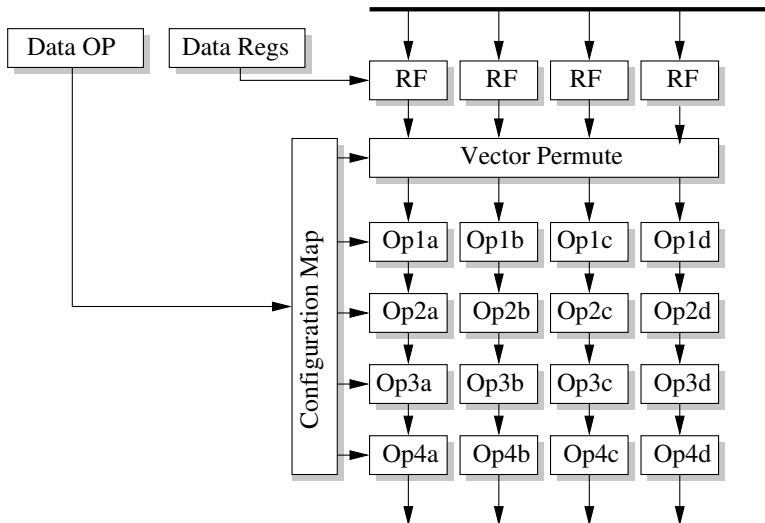 Data OP
Data Regs
RF RF RF RF
Vector Permute
Configuration Map
Op1a Op1b Op1c Op1d
Op2a Op2b Op2c Op2d
Op3a Op3b Op3c Op3d
Op4a Op4b Op4c Op4d